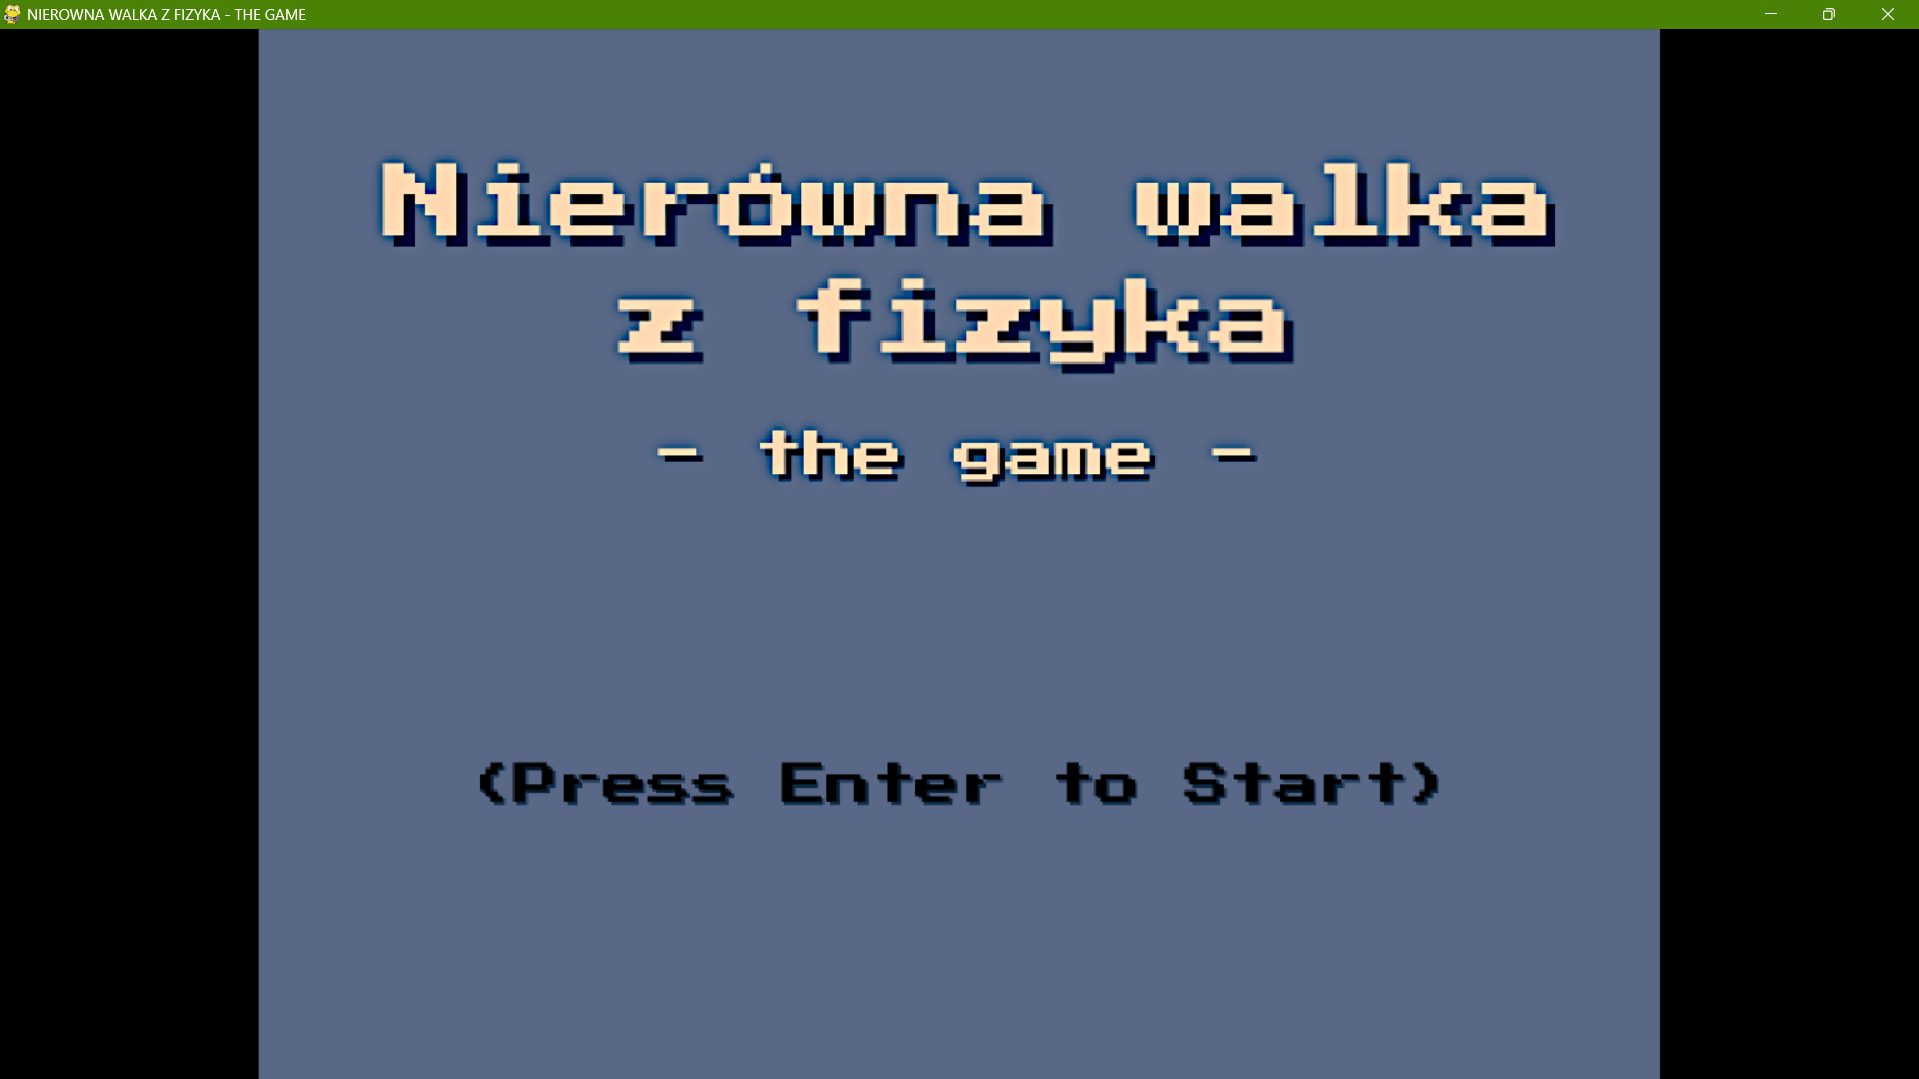 NIEROWNA WALKA Z FIZYKA - THE GAME
Nierówna walka
z fizyka
- the game -
(Press Enter to Start)